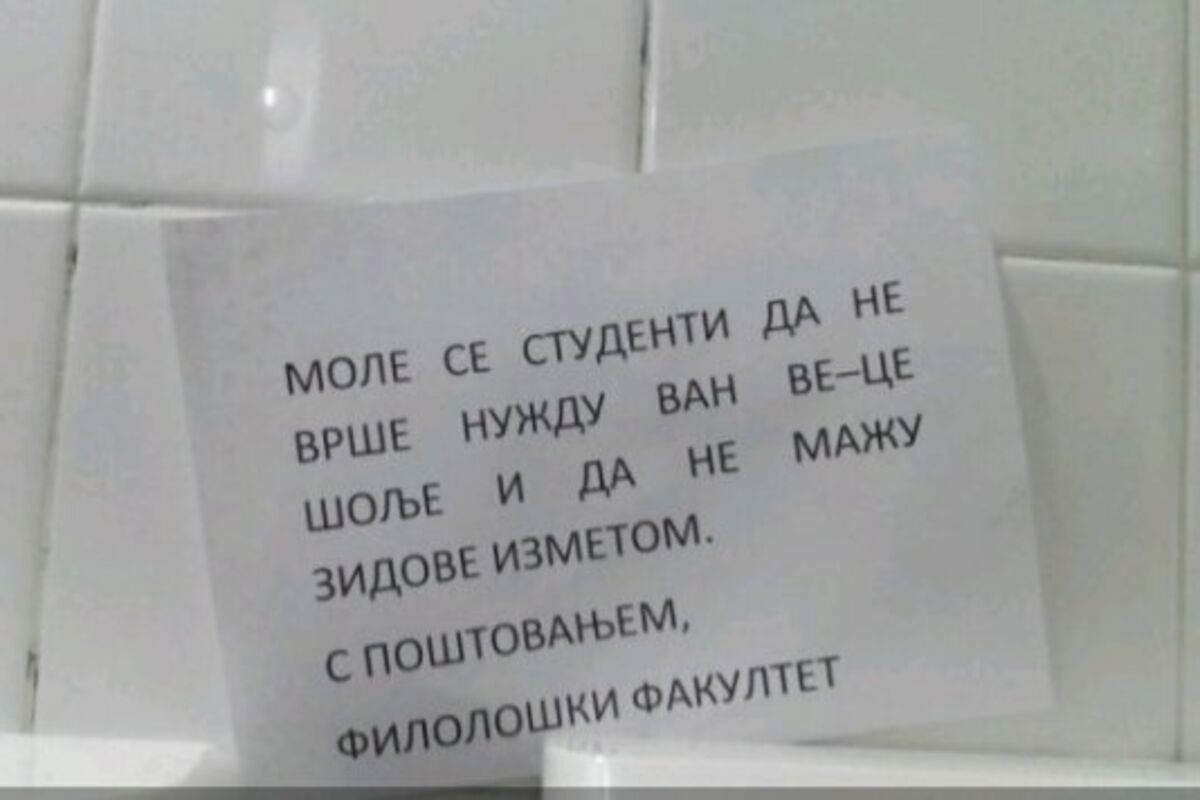 МОЛЕ СЕ СТУДЕНТИ ДА НЕ
ВРШЕ НУЖДУ ВАН ВЕ–ЦЕ
ШОЉЕ И ДА НЕ МАЖУ
ЗИДОВЕ ИЗМЕТОМ.
С ПОШТОВАЊЕМ,
ФИЛОЛОШКИ ФАКУЛТЕТ